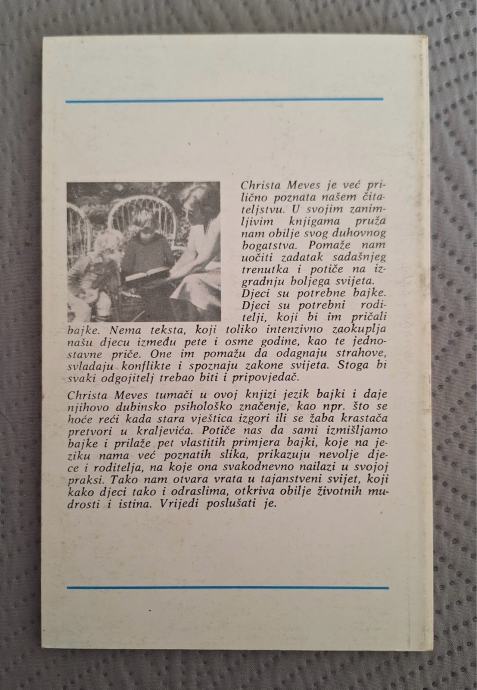 Christa Meves je već pri-
lično poznata našem čita-
teljstvu. U svojim zanim-
ljivim knjigama pruža
nam obilje svog duhovnog
bogatstva. Pomaže nam
uočiti zadatak sadašnjeg
trenutka i potiče na iz-
gradnju boljega svijeta.
Djeci su potrebne bajke.
Djeci su potrebni rodi-
telji, koji bi im pričali
bajke. Nema teksta, koji toliko intenzivno zaokuplja
našu djecu između pete i osme godine, kao te jedno-
stavne priče. One im pomažu da odagnaju strahove,
svladaju konflikte i spoznaju zakone svijeta. Stoga bi
svaki odgojitelj trebao biti i pripovjedač.
Christa Meves tumači u ovoj knjizi jezik bajki i daje
njihovo dubinsko psihološko značenje, kao npr. što se
hoće reći kada stara vještica izgori ili se žaba krastača
pretvori u kraljevića. Potiče nas da sami izmišljamo
bajke i prilaže pet vlastitih primjera bajki, koje na je-
ziku nama već poznatih slika, prikazuju nevolje dje-
ce i roditelja, na koje ona svakodnevno nailazi u svojoj
praksi. Tako nam otvara vrata u tajanstveni svijet, koji
kako djeci tako i odraslima, otkriva obilje životnih mu-
drosti i istina. Vrijedi poslušati je.